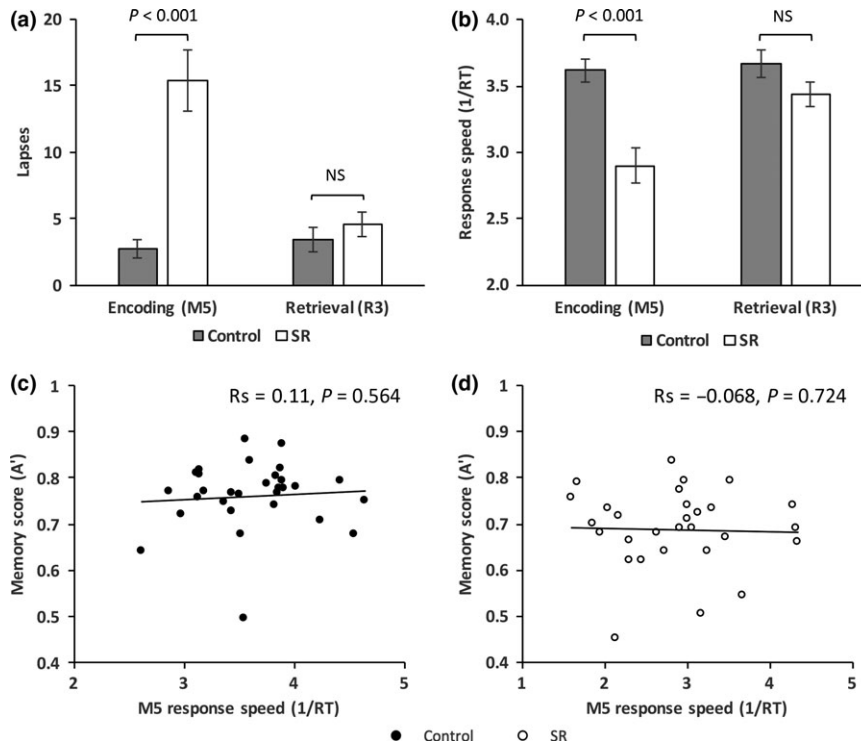 (a)
P < 0.001
NS
20
15
10
5
0
Lapses
Encoding (M5) Retrieval (R3)
Control SR
(b)
P < 0.001
NS
4.0
3.5
3.0
2.5
2.0
Response speed (1/RT)
Encoding (M5) Retrieval (R3)
Control SR
(c)
Rs = 0.11, P = 0.564
1
0.9
0.8
0.7
0.6
0.5
0.4
Memory score (A')
2 3 4 5
M5 response speed (1/RT)
(d)
Rs = −0.068, P = 0.724
1
0.9
0.8
0.7
0.6
0.5
0.4
Memory score (A')
1 2 3 4 5
M5 response speed (1/RT)
Control SR